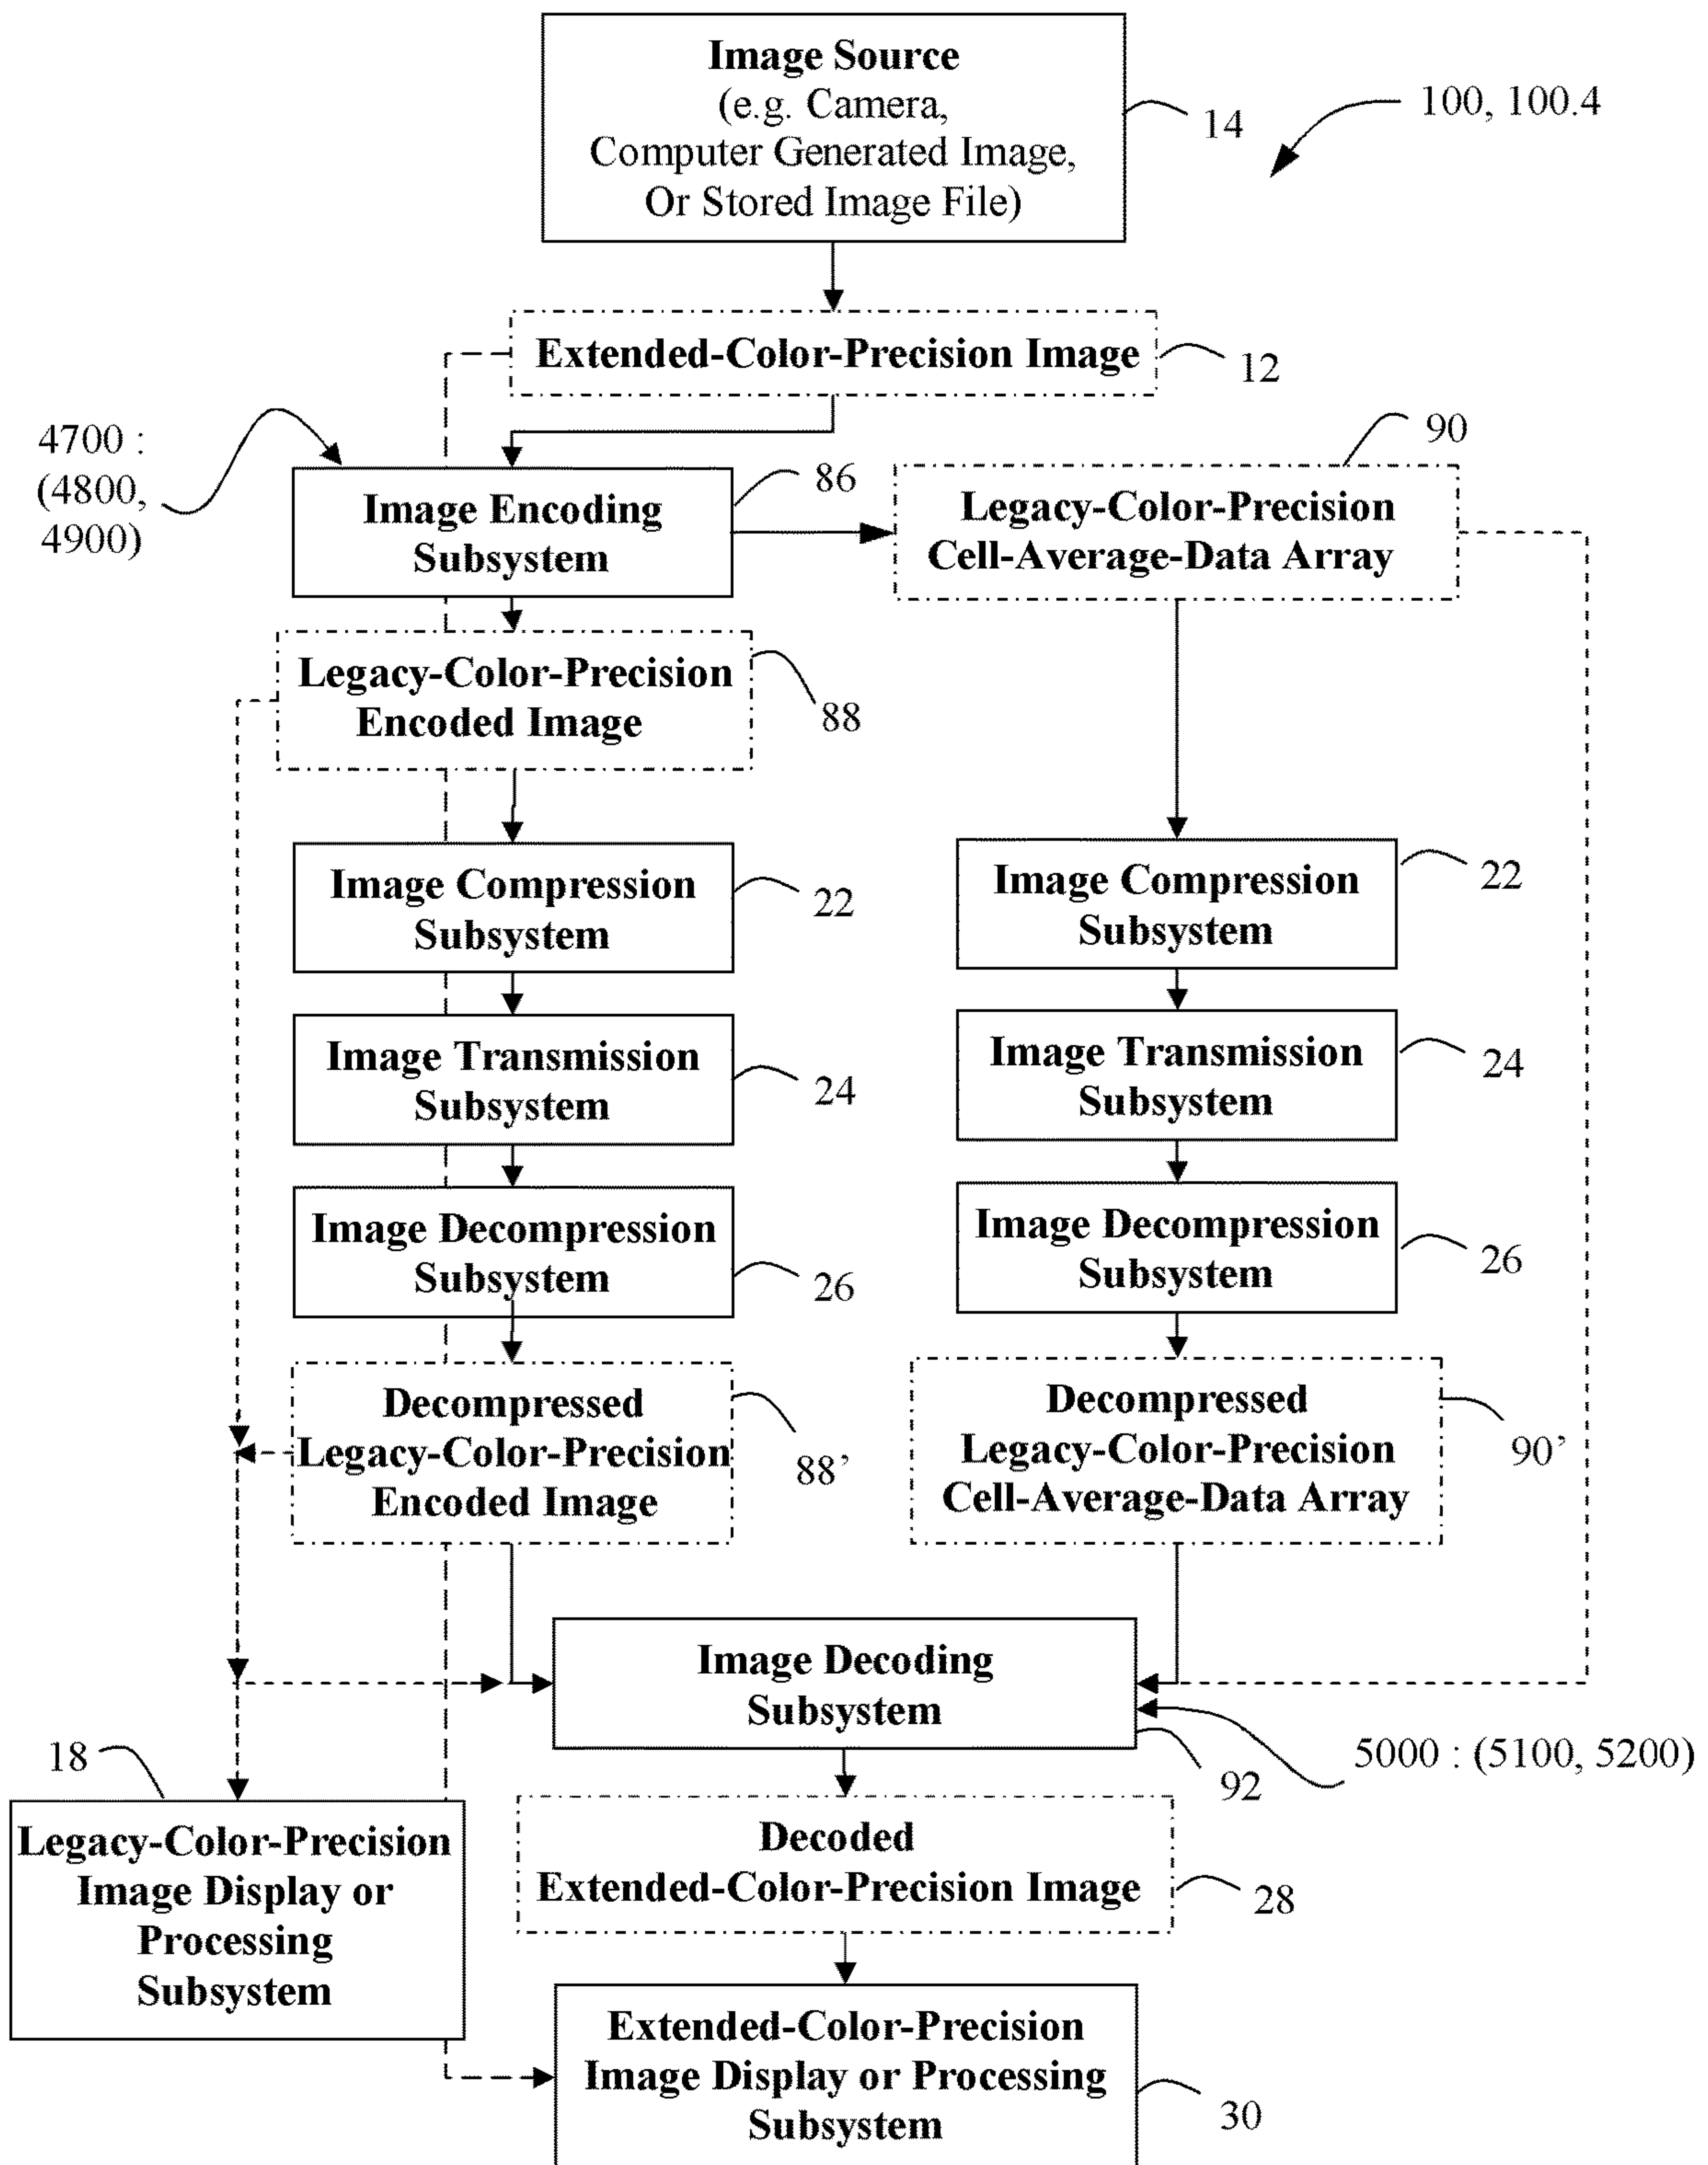 Image Source
(e.g. Camera,
Computer Generated Image,
Or Stored Image File)
14
100, 100.4
Extended-Color-Precision Image
12
4700 :
(4800,
4900)
Image Encoding
Subsystem
86
90
Legacy-Color-Precision
Cell-Average-Data Array
Legacy-Color-Precision
Encoded Image
88
Image Compression
Subsystem
22
Image Compression
Subsystem
22
Image Transmission
Subsystem
24
Image Transmission
Subsystem
24
Image Decompression
Subsystem
26
Image Decompression
Subsystem
26
Decompressed
Legacy-Color-Precision
Encoded Image
88’
Decompressed
Legacy-Color-Precision
Cell-Average-Data Array
90’
Image Decoding
Subsystem
92
5000 : (5100, 5200)
18
Legacy-Color-Precision
Image Display or
Processing
Subsystem
Decoded
Extended-Color-Precision Image
28
Extended-Color-Precision
Image Display or Processing
Subsystem
30